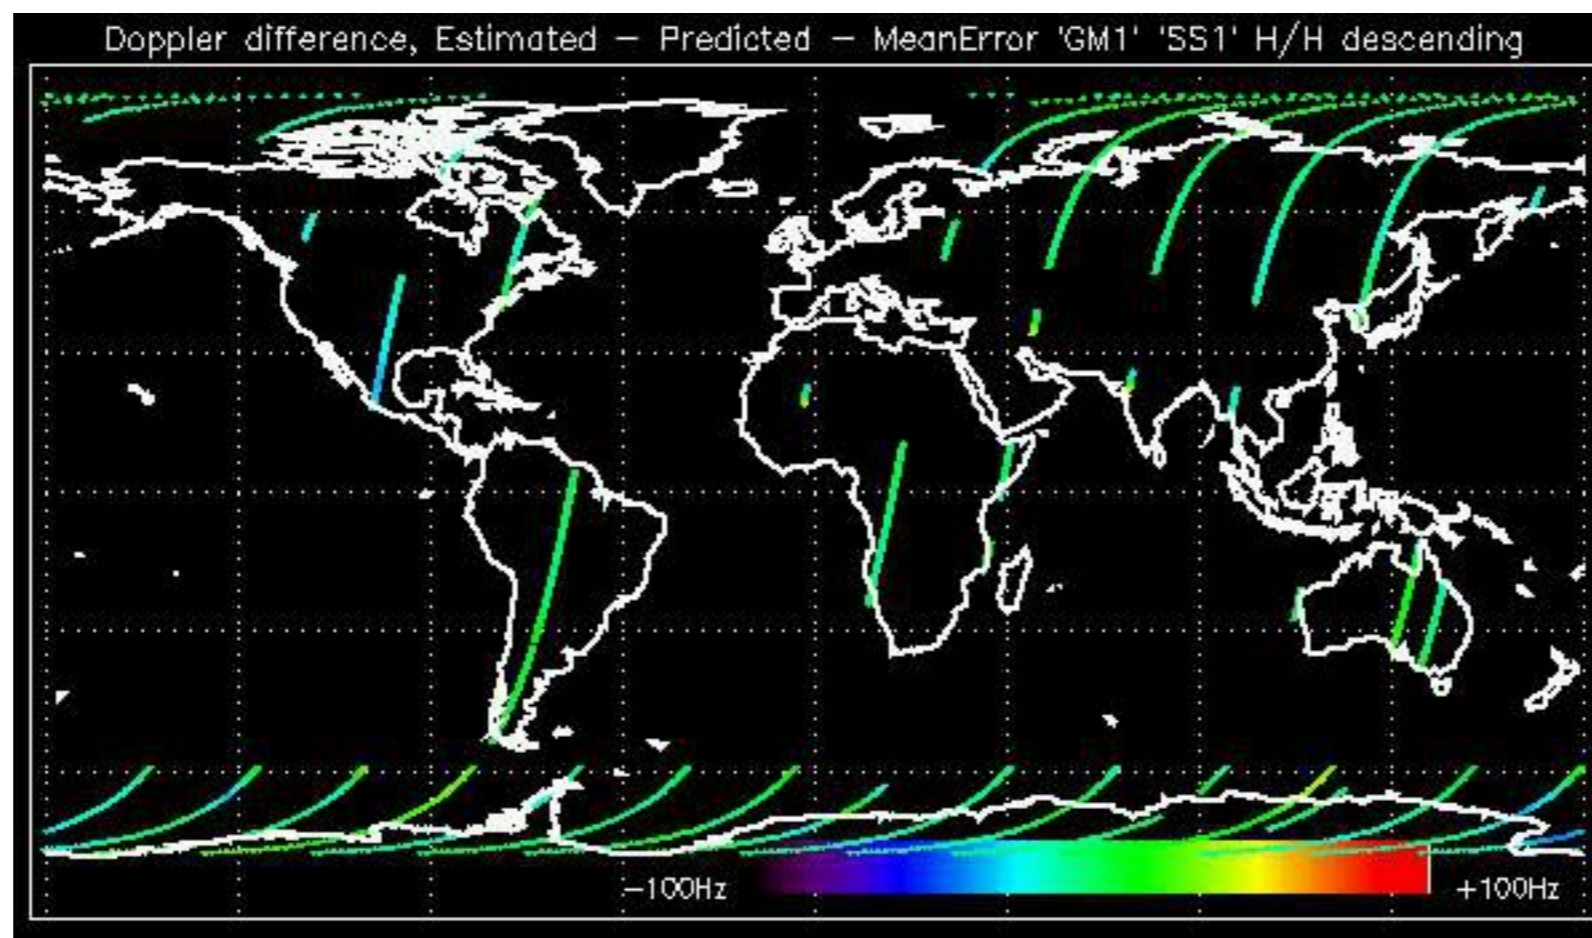 Doppler difference, Estimated – Predicted – MeanError 'GM1' 'SS1' H/H descending
–100Hz +100Hz